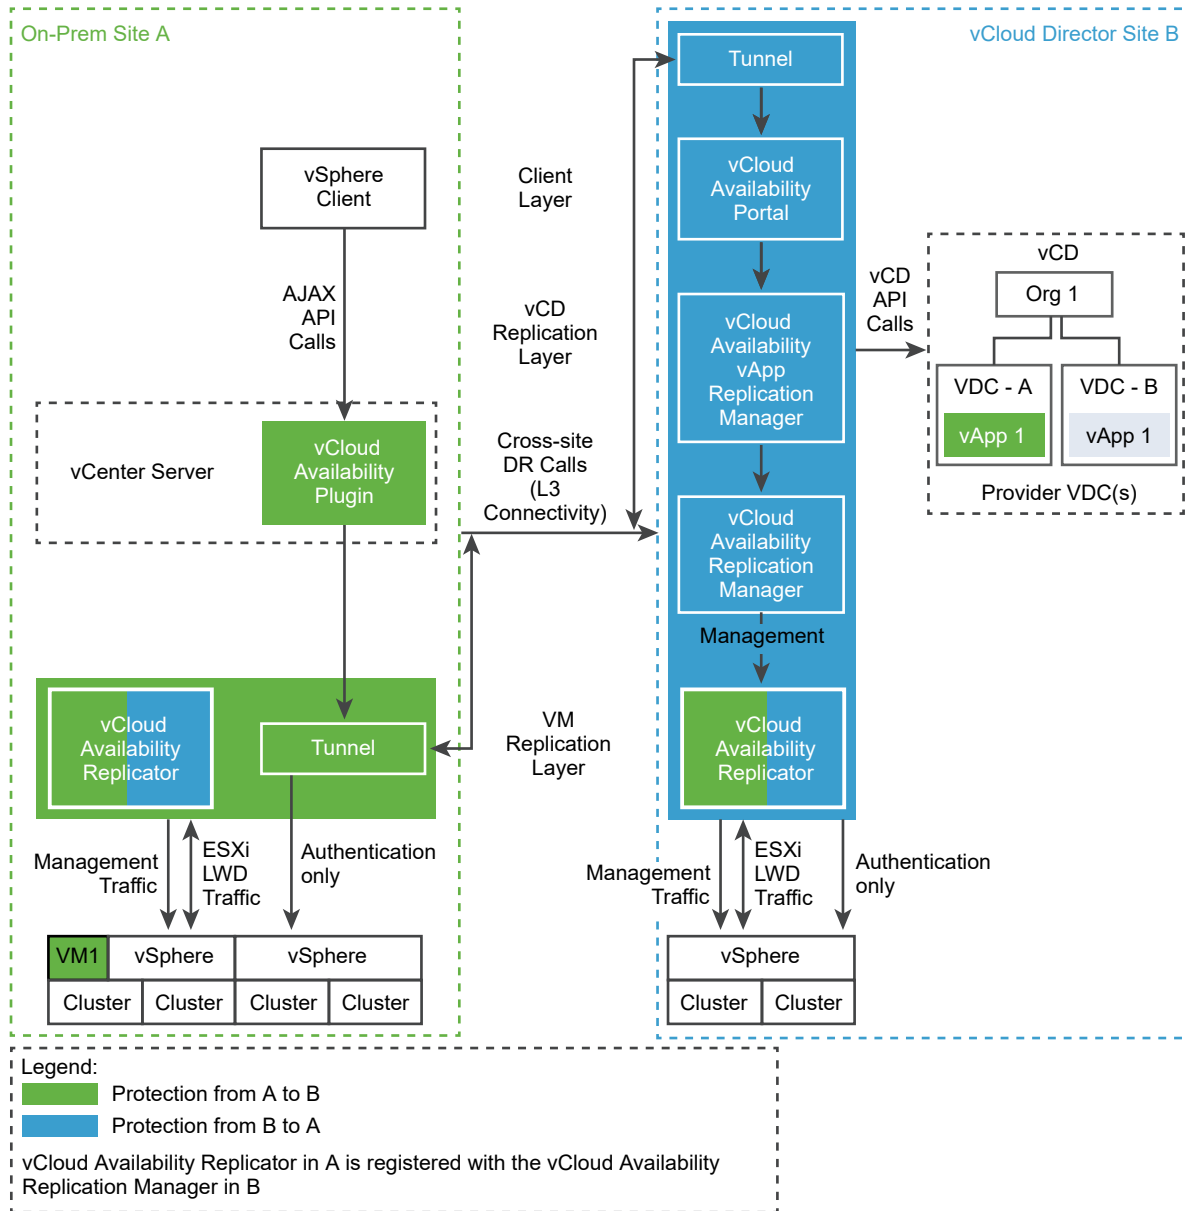 On-Prem Site A
vSphere
Client
AJAX
API
Calls
vCenter Server
vCloud
Availability
Plugin
vCloud
Availability
Replicator
Tunnel
Management
Traffic
ESXi
LWD
Traffic
Authentication
only
VM1
vSphere
vSphere
Cluster
Cluster
Cluster
Cluster
Client
Layer
vCD
Replication
Layer
Cross-site
DR Calls
(L3
Connectivity)
VM
Replication
Layer
vCloud Director Site B
Tunnel
vCloud
Availability
Portal
vCloud
Availability
vApp
Replication
Manager
vCloud
Availability
Replication
Manager
Management
vCloud
Availability
Replicator
Management
Traffic
ESXi
LWD
Traffic
Authentication
only
vSphere
Cluster
Cluster
vCD
API
Calls
vCD
Org 1
VDC - A
vApp 1
VDC - B
vApp 1
Provider VDC(s)
Legend:
Protection from A to B
Protection from B to A
vCloud Availability Replicator in A is registered with the vCloud Availability
Replication Manager in B